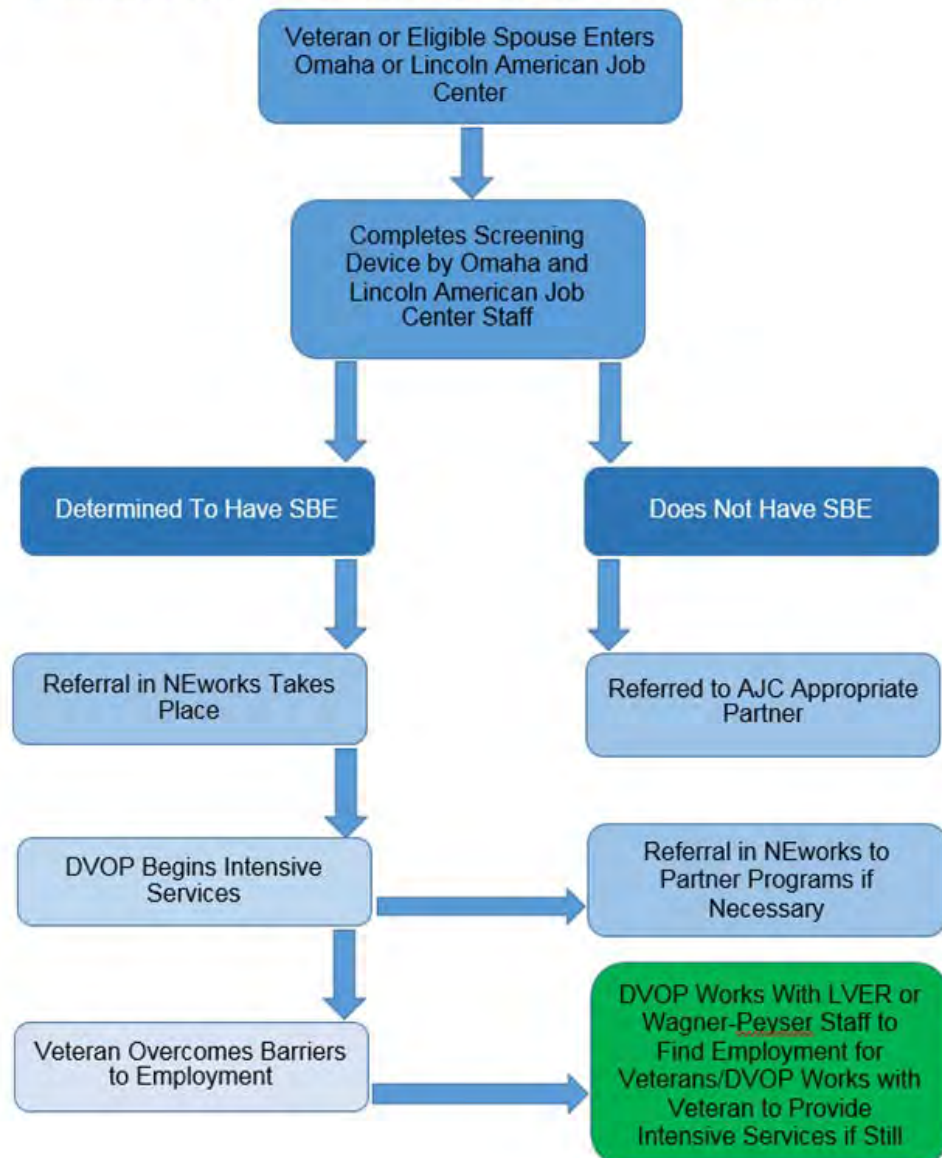 Veteran or Eligible Spouse Enters
Omaha or Lincoln American Job
Center
Completes Screening
Device by Omaha and
Lincoln American Job
Center Staff
Determined To Have SBE
Does Not Have SBE
Referral in NEworks Takes
Place
Referred to AJC Appropriate
Partner
DVOP Begins Intensive
Services
Referral in NEworks to
Partner Programs if
Necessary
Veteran Overcomes Barriers
to Employment
DVOP Works With LVER or
Wagner-Peyser Staff to
Find Employment for
Veterans/DVOP Works with
Veteran to Provide
Intensive Services if Still